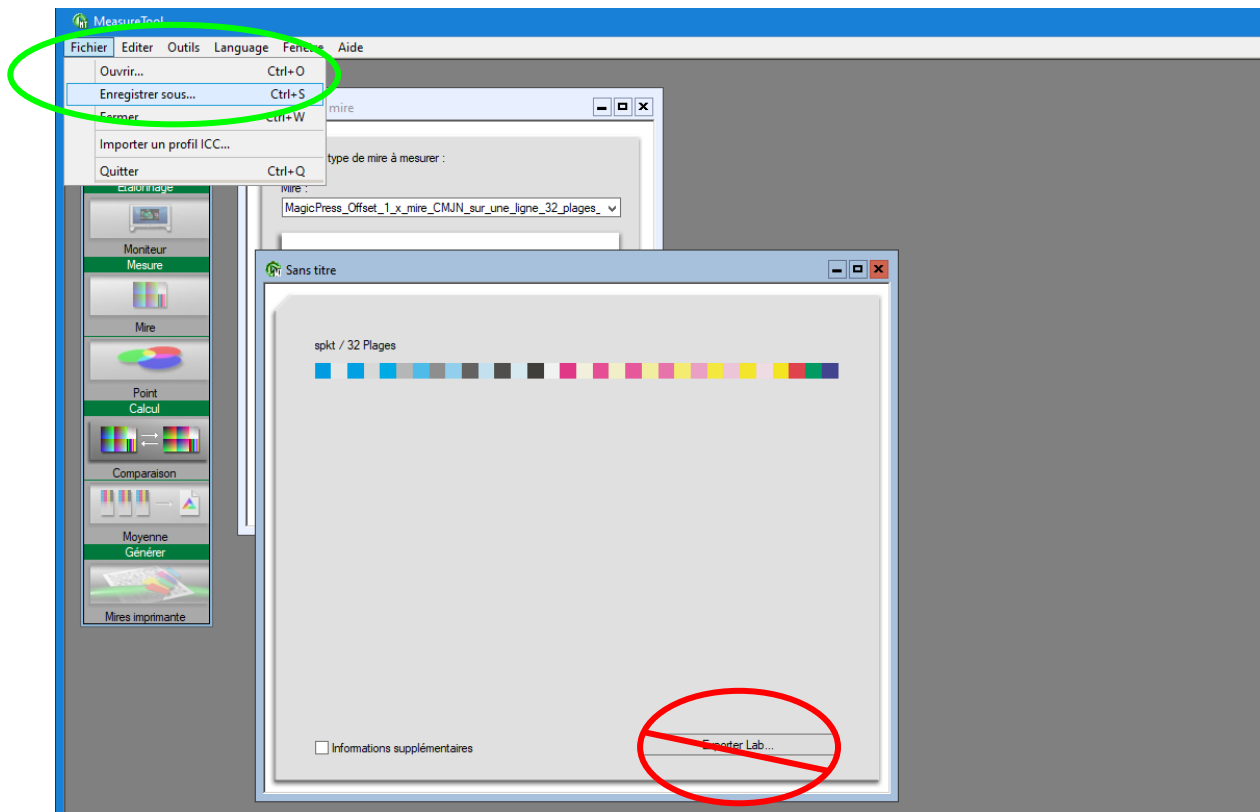 MeasureTool
Fichier Editer Outils Language Fenêtre Aide
Ouvrir... Ctrl+O
Enregistrer sous... Ctrl+S
Fermer Ctrl+W
Importer un profil ICC...
Quitter Ctrl+Q
mire
type de mire à mesurer :
Mire :
MagicPress_Offset_1_x_mire_CMJN_sur_une_ligne_32_plages_
Etalonnage
Moniteur
Mesure
Mire
Point
Calcul
Comparaison
Moyenne
Générer
Mires imprimante
Sans titre
spkt / 32 Plages
Informations supplémentaires
Exporter Lab...